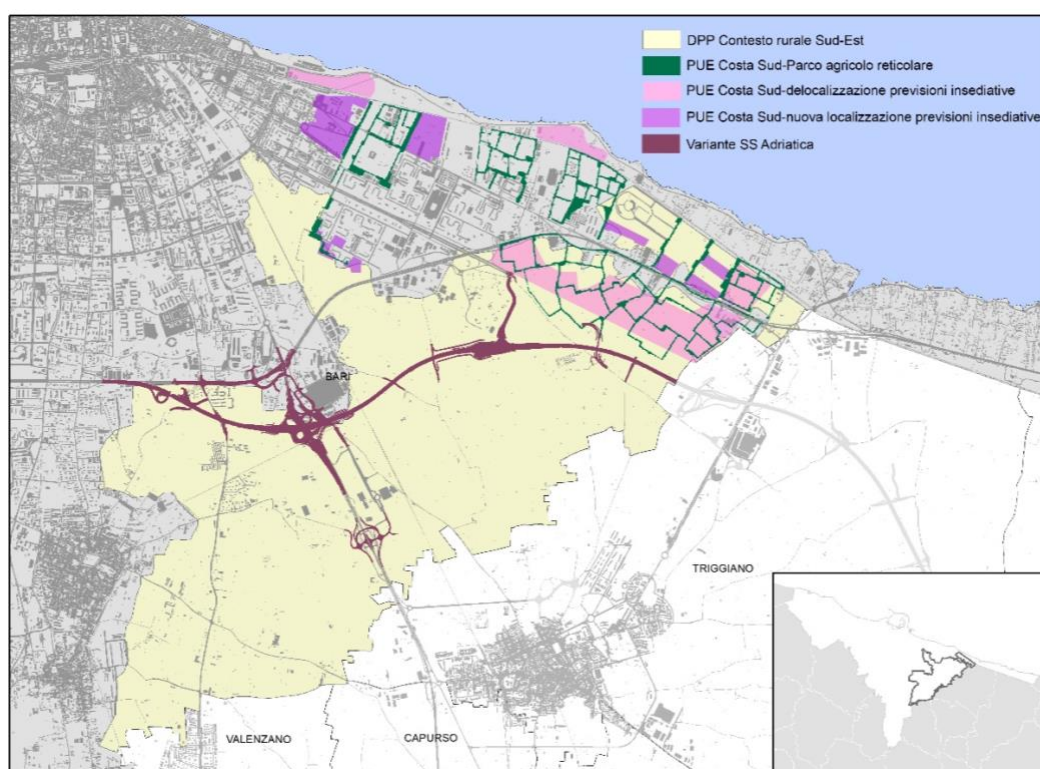 DPP Contesto rurale Sud-Est
PUE Costa Sud-Parco agricolo reticolare
PUE Costa Sud-delocalizzazione previsioni insediative
PUE Costa Sud-nuova localizzazione previsioni insediative
Variante SS Adriatica
BARI
TRIGGIANO
VALENZANO
CAPURSO